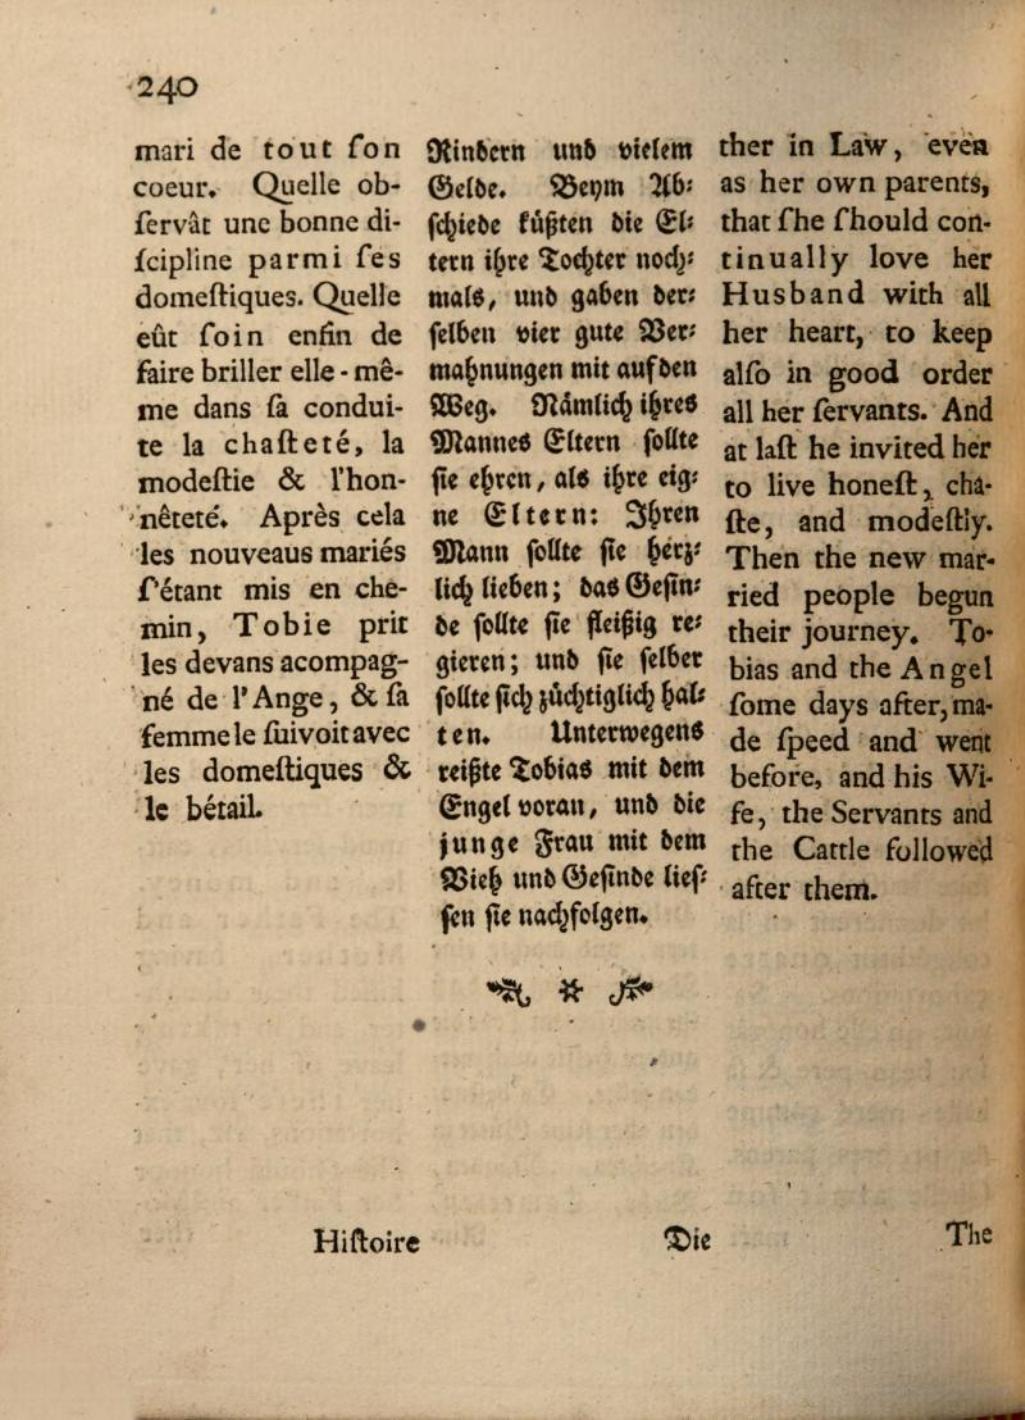 240
mari de tout ſon
coeur. Quelle ob-
ſervât une bonne di-
ſcipline parmi ſes
domeſtiques. Quelle
eût ſoin enfin de
faire briller elle-mê-
me dans ſa condui-
te la chaſteté, la
modeſtie & l'hon-
nêteté. Après cela
les nouveaus mariés
ſ'étant mis en che-
min, Tobie prit
les devans acompag-
né de l'Ange, & ſa
femme le ſuivoit avec
les domeſtiques &
le bétail.
Rindern und vielem
Gelde. Beym Ab⸗
ſchiede küßten die El⸗
tern ihre Tochter noch⸗
mals, und gaben der⸗
ſelben vier gute Ver⸗
mahnungen mit auf den
Weg. Nämlich ihres
Mannes Eltern ſollte
ſie ehren, als ihre eig⸗
ne Eltern: Ihren
Mann ſollte ſie herz⸗
lich lieben; das Geſin⸗
de ſollte ſie fleißig re⸗
gieren; und ſie ſelber
ſollte ſich züchtiglich hal⸗
ten. Unterwegens
reißte Tobias mit dem
Engel voran, und die
junge Frau mit dem
Vieh und Geſinde lieſ⸗
ſen ſie nachfolgen.
ther in Law, even
as her own parents,
that ſhe ſhould con-
tinually love her
Husband with all
her heart, to keep
alſo in good order
all her ſervants. And
at laſt he invited her
to live honeſt, cha-
ſte, and modeſtly.
Then the new mar-
ried people begun
their journey. To-
bias and the Angel
ſome days after, ma-
de ſpeed and went
before, and his Wi-
fe, the Servants and
the Cattle followed
after them.
Hiſtoire Die The